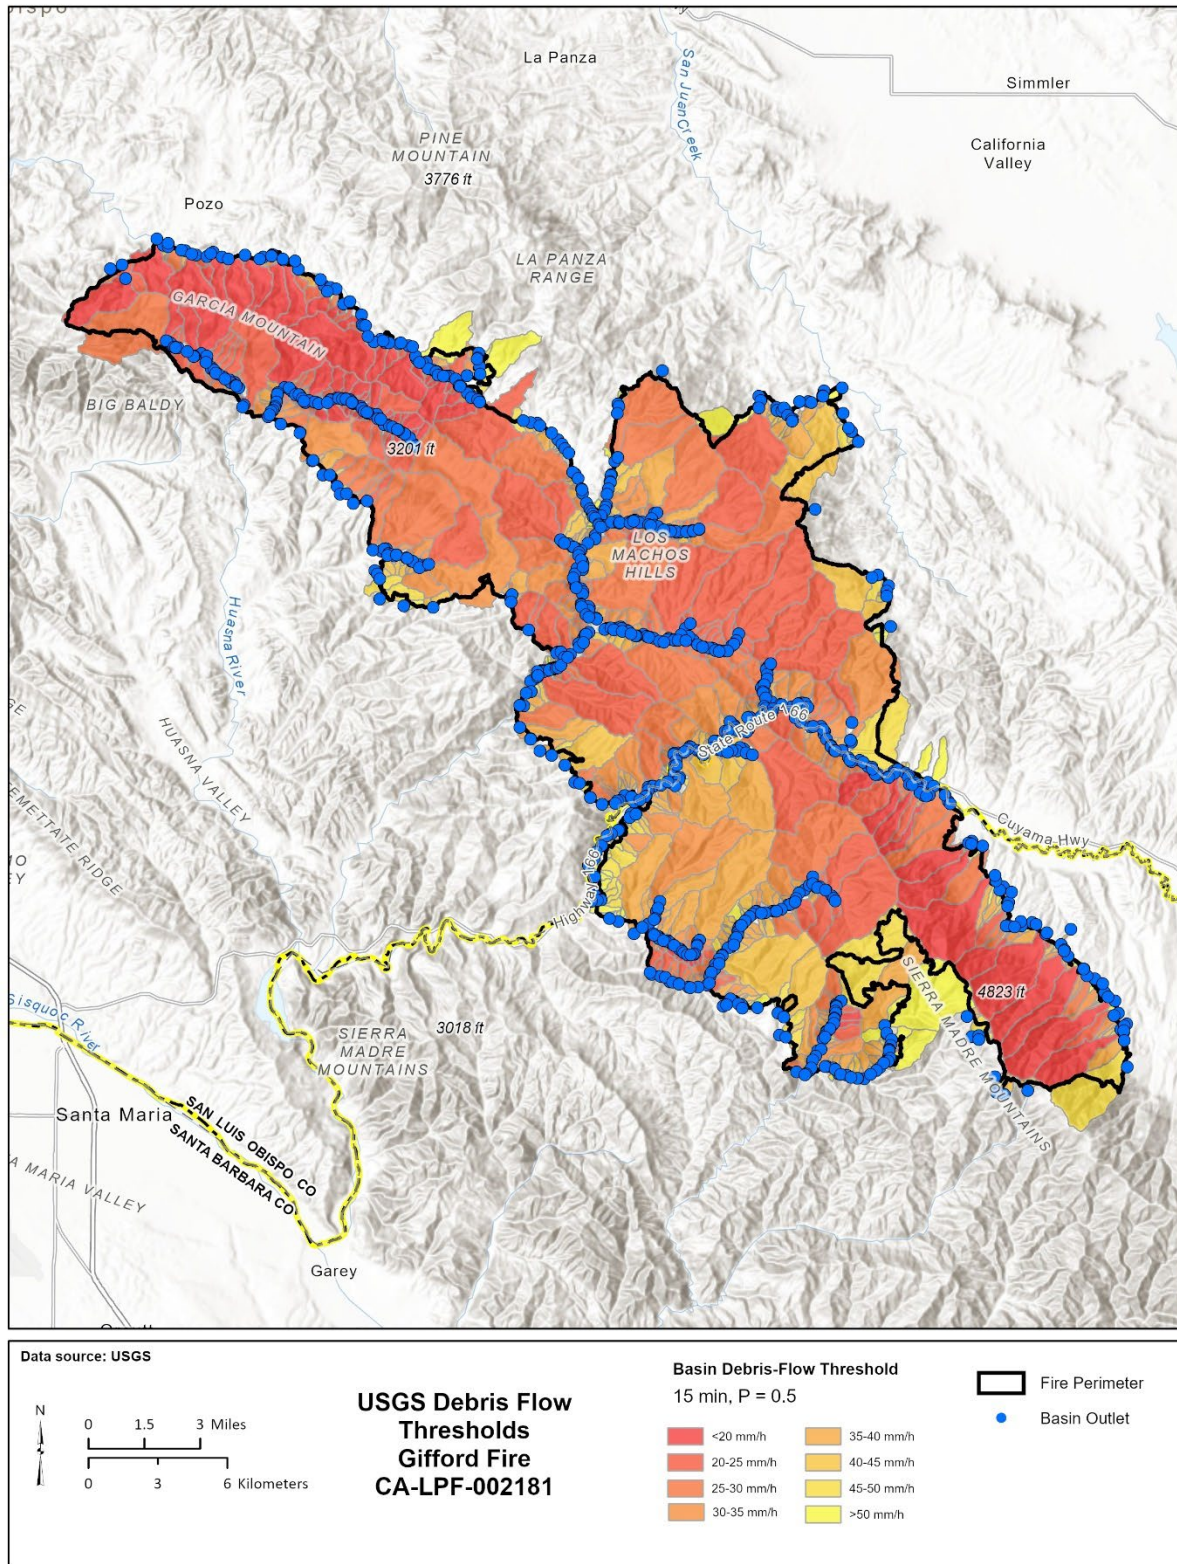 La Panza
San Juan Creek
Simmler
PINE
MOUNTAIN
3776 ft
California
Valley
Pozo
LA PANZA
RANGE
GARCIA MOUNTAIN
BIG BALDY
3201 ft
LOS
MACHOS
HILLS
Huasna River
HUASNA VALLEY
State Route 166
Cuyama Hwy
Highway 166
SIERRA MADRE MOUNTAINS
4823 ft
Sisquoc River
SIERRA
MADRE
MOUNTAINS
3018 ft
Santa Maria
SAN LUIS OBISPO CO
SANTA BARBARA CO
A MARIA VALLEY
Garey
Data source: USGS
N
0 1.5 3 Miles
0 3 6 Kilometers
USGS Debris Flow
Thresholds
Gifford Fire
CA-LPF-002181
Basin Debris-Flow Threshold
15 min, P = 0.5
<20 mm/h
20-25 mm/h
25-30 mm/h
30-35 mm/h
35-40 mm/h
40-45 mm/h
45-50 mm/h
>50 mm/h
Fire Perimeter
Basin Outlet